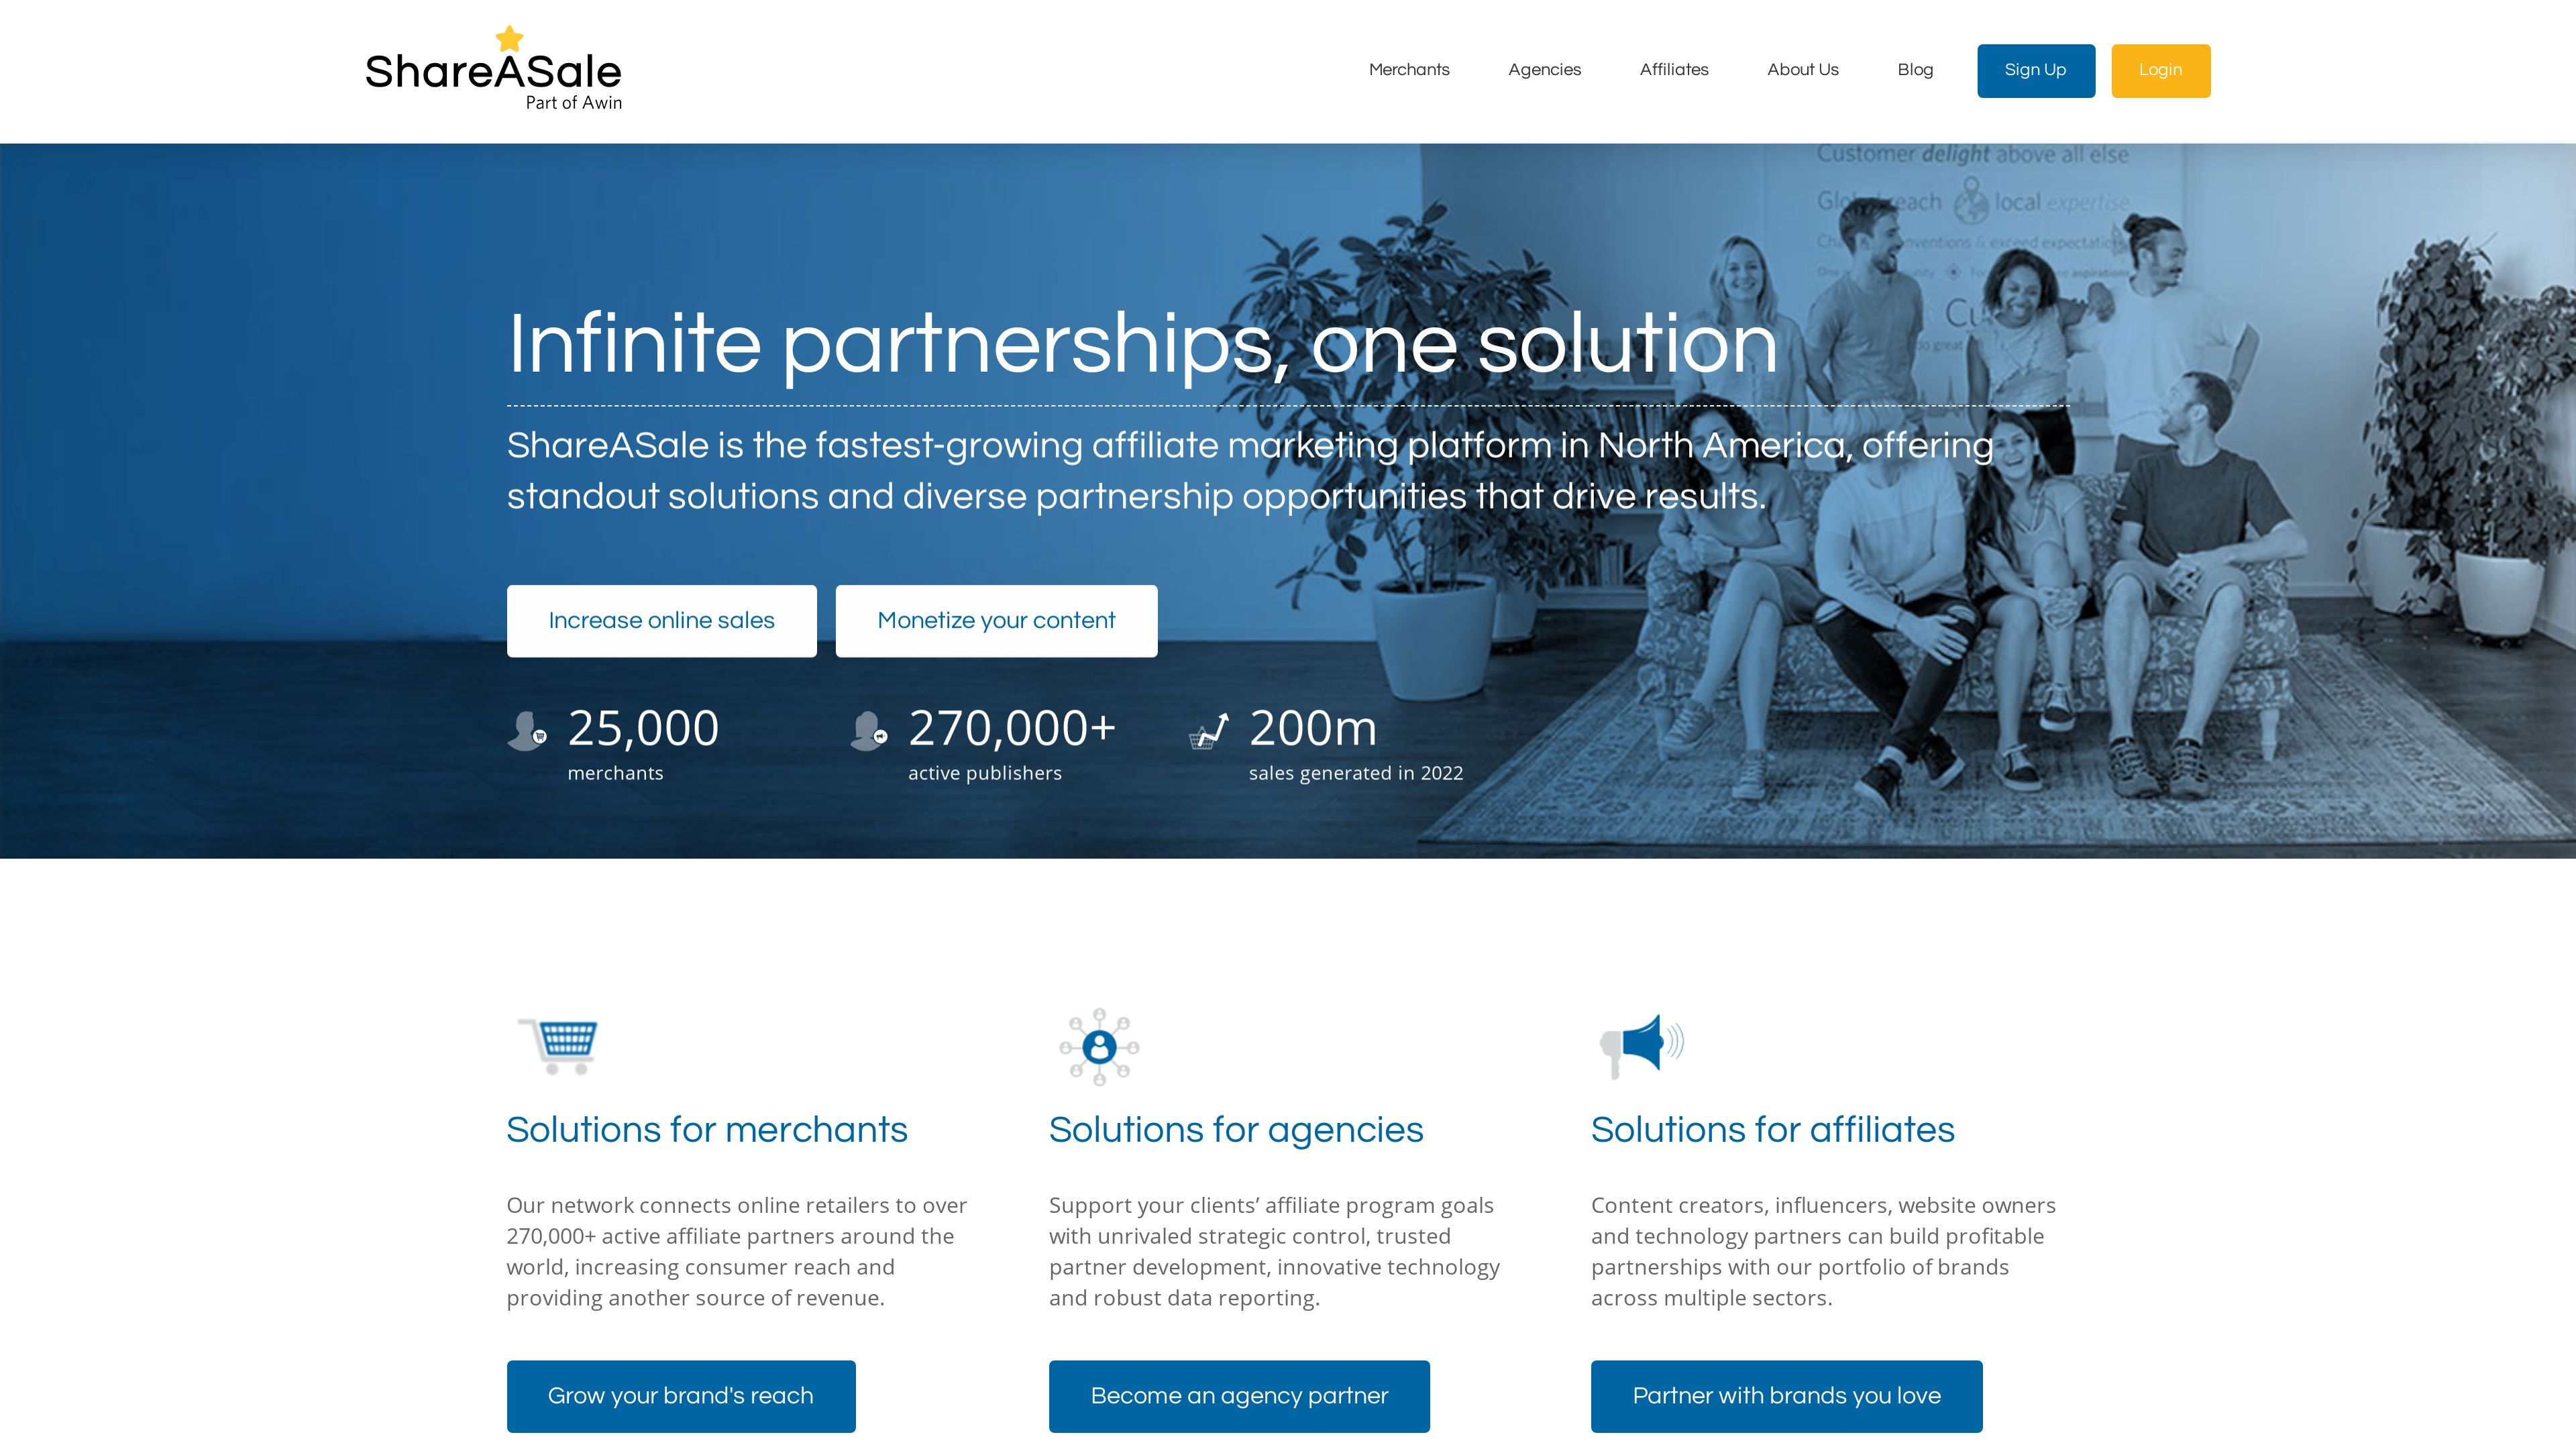 ShareASale
Part of Awin
Merchants
Agencies
Affiliates
About Us
Blog
Sign Up
Login
Customer delight above all else
local expertise
Infinite partnerships, one solution
ShareASale is the fastest-growing affiliate marketing platform in North America, offering
standout solutions and diverse partnership opportunities that drive results.
Increase online sales
Monetize your content
25,000
merchants
270,000+
active publishers
200m
sales generated in 2022
Solutions for merchants
Our network connects online retailers to over
270,000+ active affiliate partners around the
world, increasing consumer reach and
providing another source of revenue.
Grow your brand's reach
Solutions for agencies
Support your clients’ affiliate program goals
with unrivaled strategic control, trusted
partner development, innovative technology
and robust data reporting.
Become an agency partner
Solutions for affiliates
Content creators, influencers, website owners
and technology partners can build profitable
partnerships with our portfolio of brands
across multiple sectors.
Partner with brands you love